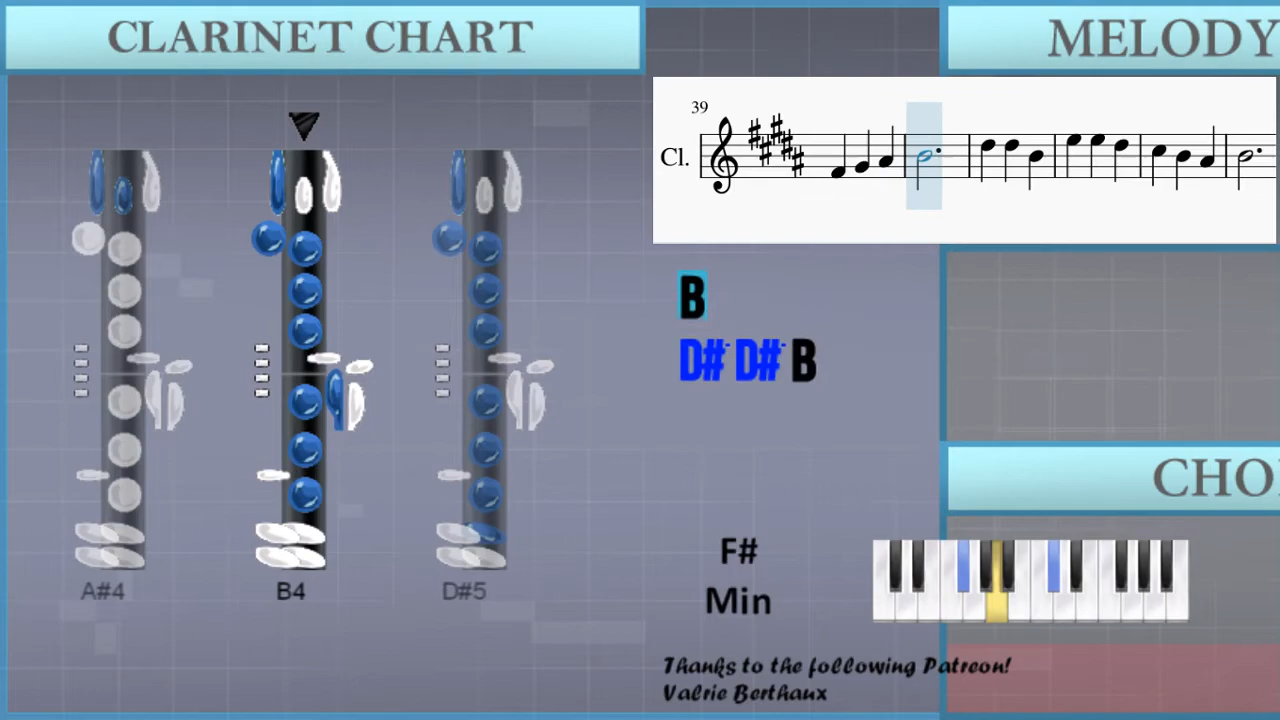 CLARINET CHART
MELODY
39
Cl.
B
D# D# B
CHO
F#
Min
A#4
B4
D#5
Thanks to the following Patreon!
Valrie Berthaux